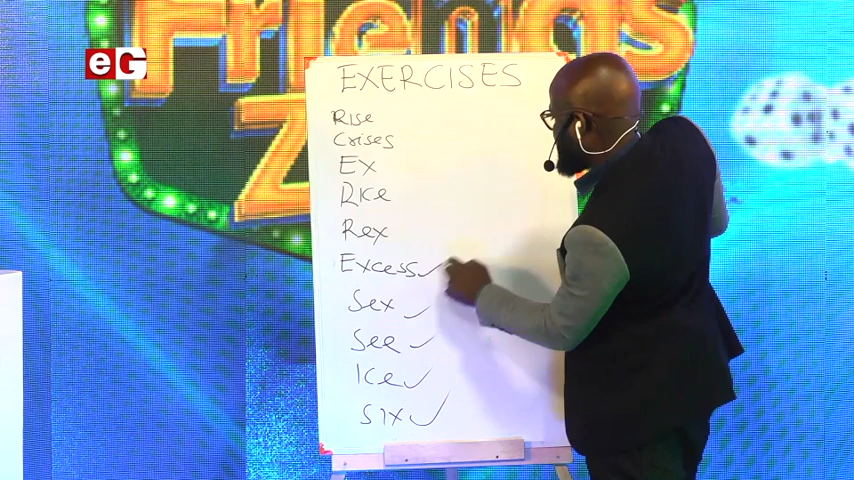 eG
Friends
Z
EXERCISES
Rise
Crises
Ex
Rice
Rex
Excess
Sex
See
Ice
Six